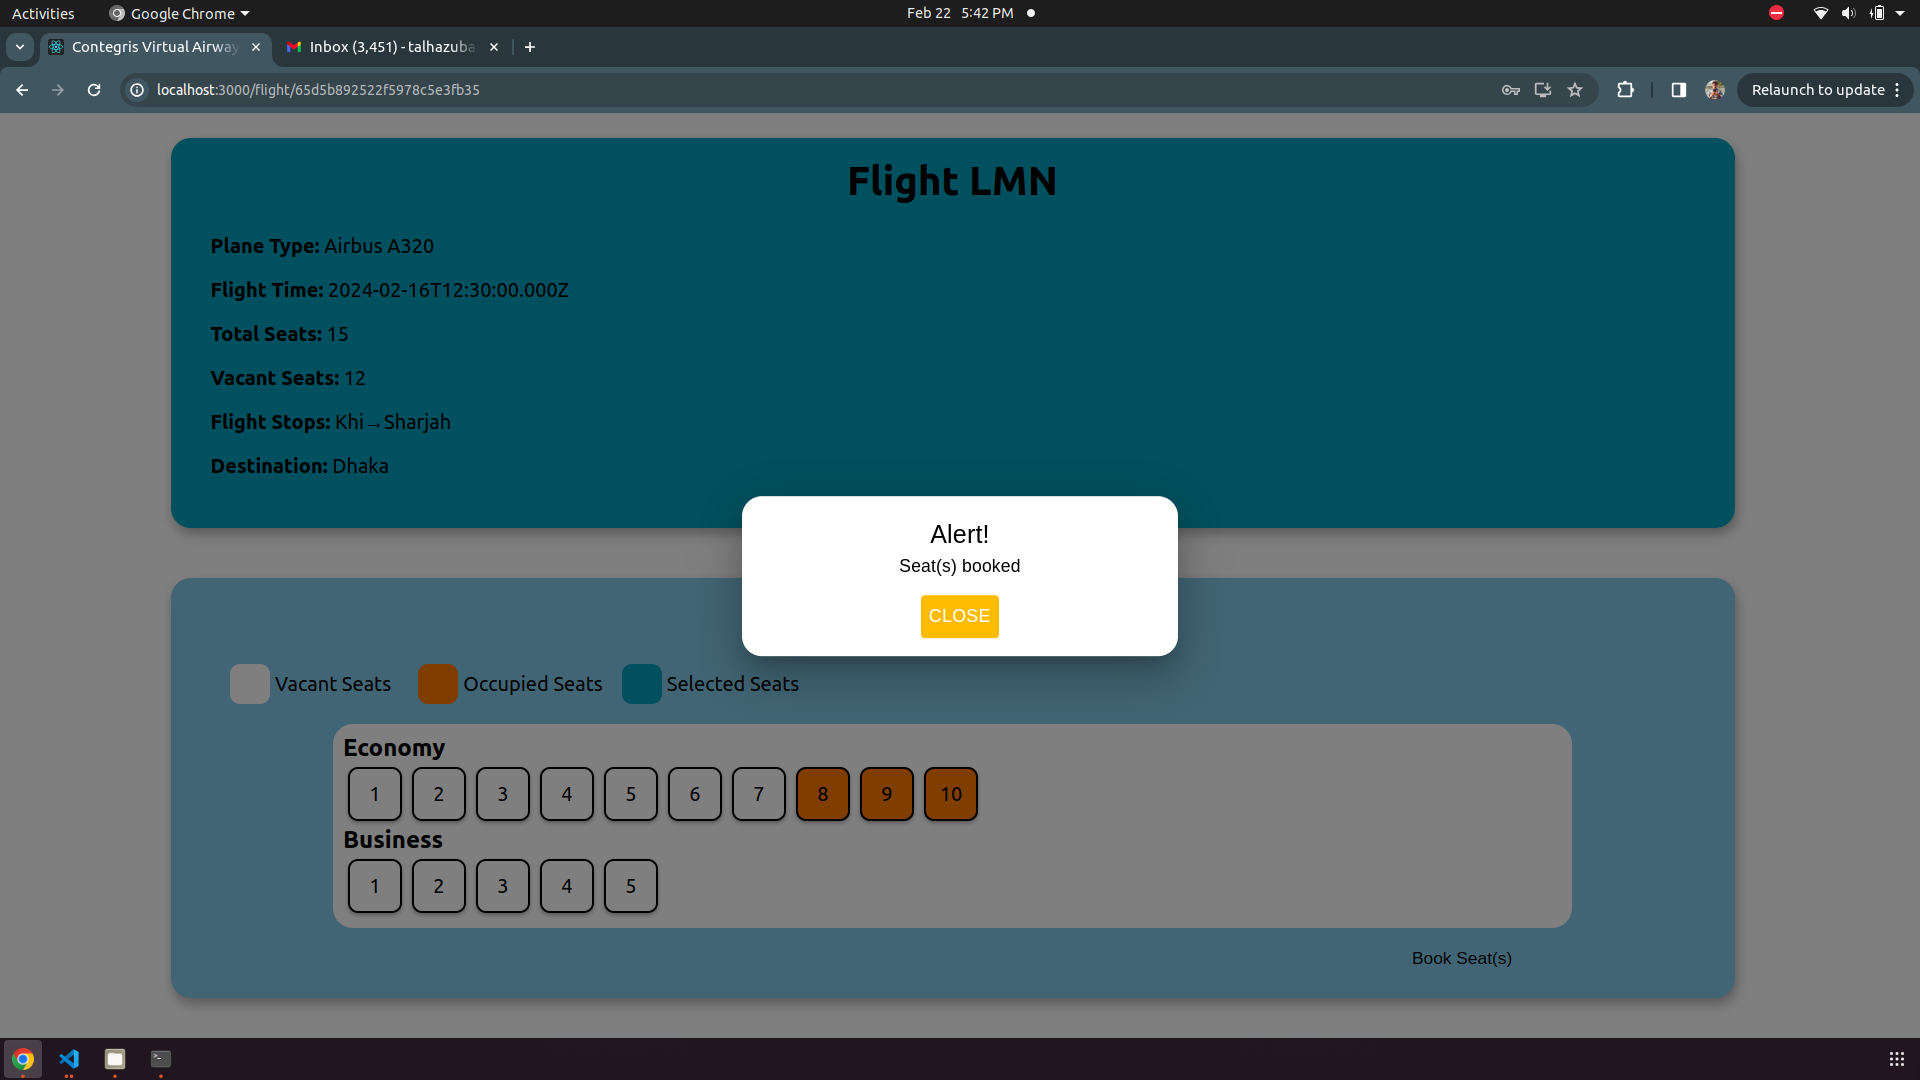 Activities
Google Chrome
Feb 22 5:42 PM
Contegris Virtual Airway
Inbox (3,451) - talhazuba
localhost:3000/flight/65d5b892522f5978c5e3fb35
Relaunch to update
Flight LMN
Plane Type: Airbus A320
Flight Time: 2024-02-16T12:30:00.000Z
Total Seats: 15
Vacant Seats: 12
Flight Stops: Khi→Sharjah
Destination: Dhaka
Alert!
Seat(s) booked
CLOSE
Vacant Seats
Occupied Seats
Selected Seats
Economy
1 2 3 4 5 6 7 8 9 10
Business
1 2 3 4 5
Book Seat(s)